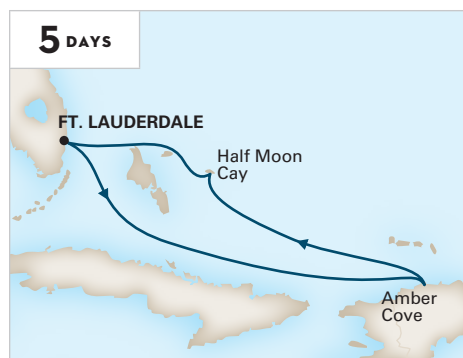 5 DAYS
FT. LAUDERDALE
Half Moon
Cay
Amber
Cove